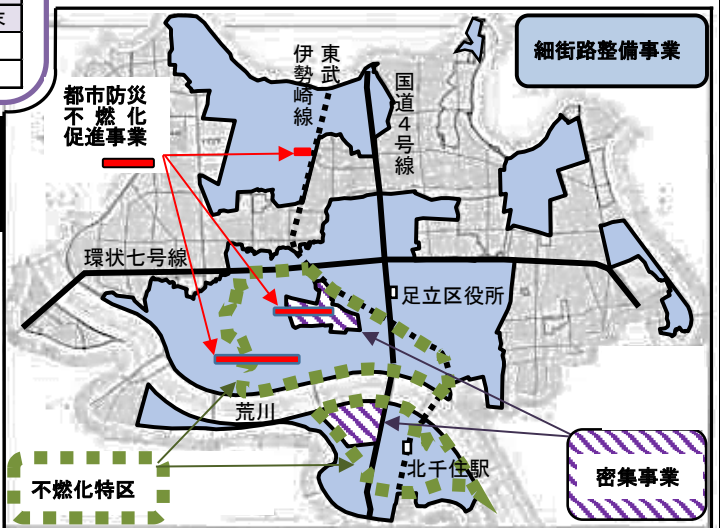 末
細街路整備事業
東武
伊勢崎線
国道4号線
都市防災
不燃化
促進事業
環状七号線
足立区役所
荒川
北千住駅
不燃化特区
密集事業